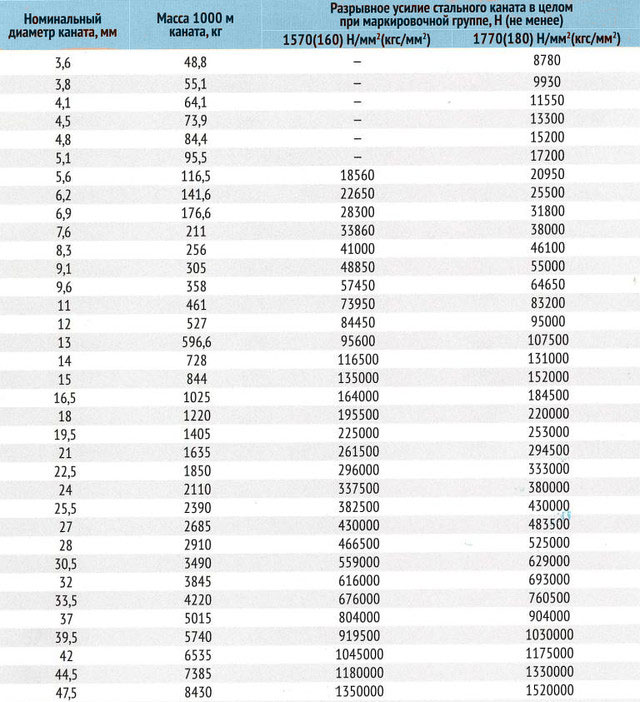 Номинальный диаметр каната, мм Масса 1000 м каната, кг Разрывное усилие стального каната в целом при маркировочной группе, Н (не менее)
1570(160) Н/мм²(кгс/мм²) 1770(180) Н/мм²(кгс/мм²)
3,6 48,8 – 8780
3,8 55,1 – 9930
4,1 64,1 – 11550
4,5 73,9 – 13300
4,8 84,4 – 15200
5,1 95,5 – 17200
5,6 116,5 18560 20950
6,2 141,6 22650 25500
6,9 176,6 28300 31800
7,6 211 33860 38000
8,3 256 41000 46100
9,1 305 48850 55000
9,6 358 57450 64650
11 461 73950 83200
12 527 84450 95000
13 596,6 95600 107500
14 728 116500 131000
15 844 135000 152000
16,5 1025 164000 184500
18 1220 195500 220000
19,5 1405 225000 253000
21 1635 261500 294500
22,5 1850 296000 333000
24 2110 337500 380000
25,5 2390 382500 430000
27 2685 430000 483500
28 2910 466500 525000
30,5 3490 559000 629000
32 3845 616000 693000
33,5 4220 676000 760500
37 5015 804000 904000
39,5 5740 919500 1030000
42 6535 1045000 1175000
44,5 7385 1180000 1330000
47,5 8430 1350000 1520000